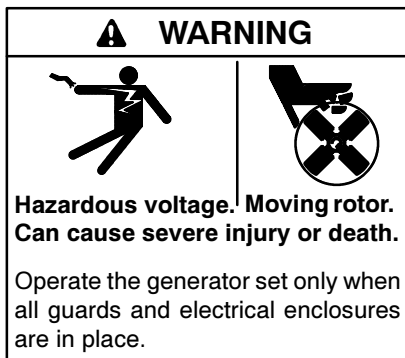 WARNING
Hazardous voltage. Moving rotor.
Can cause severe injury or death.
Operate the generator set only when
all guards and electrical enclosures
are in place.